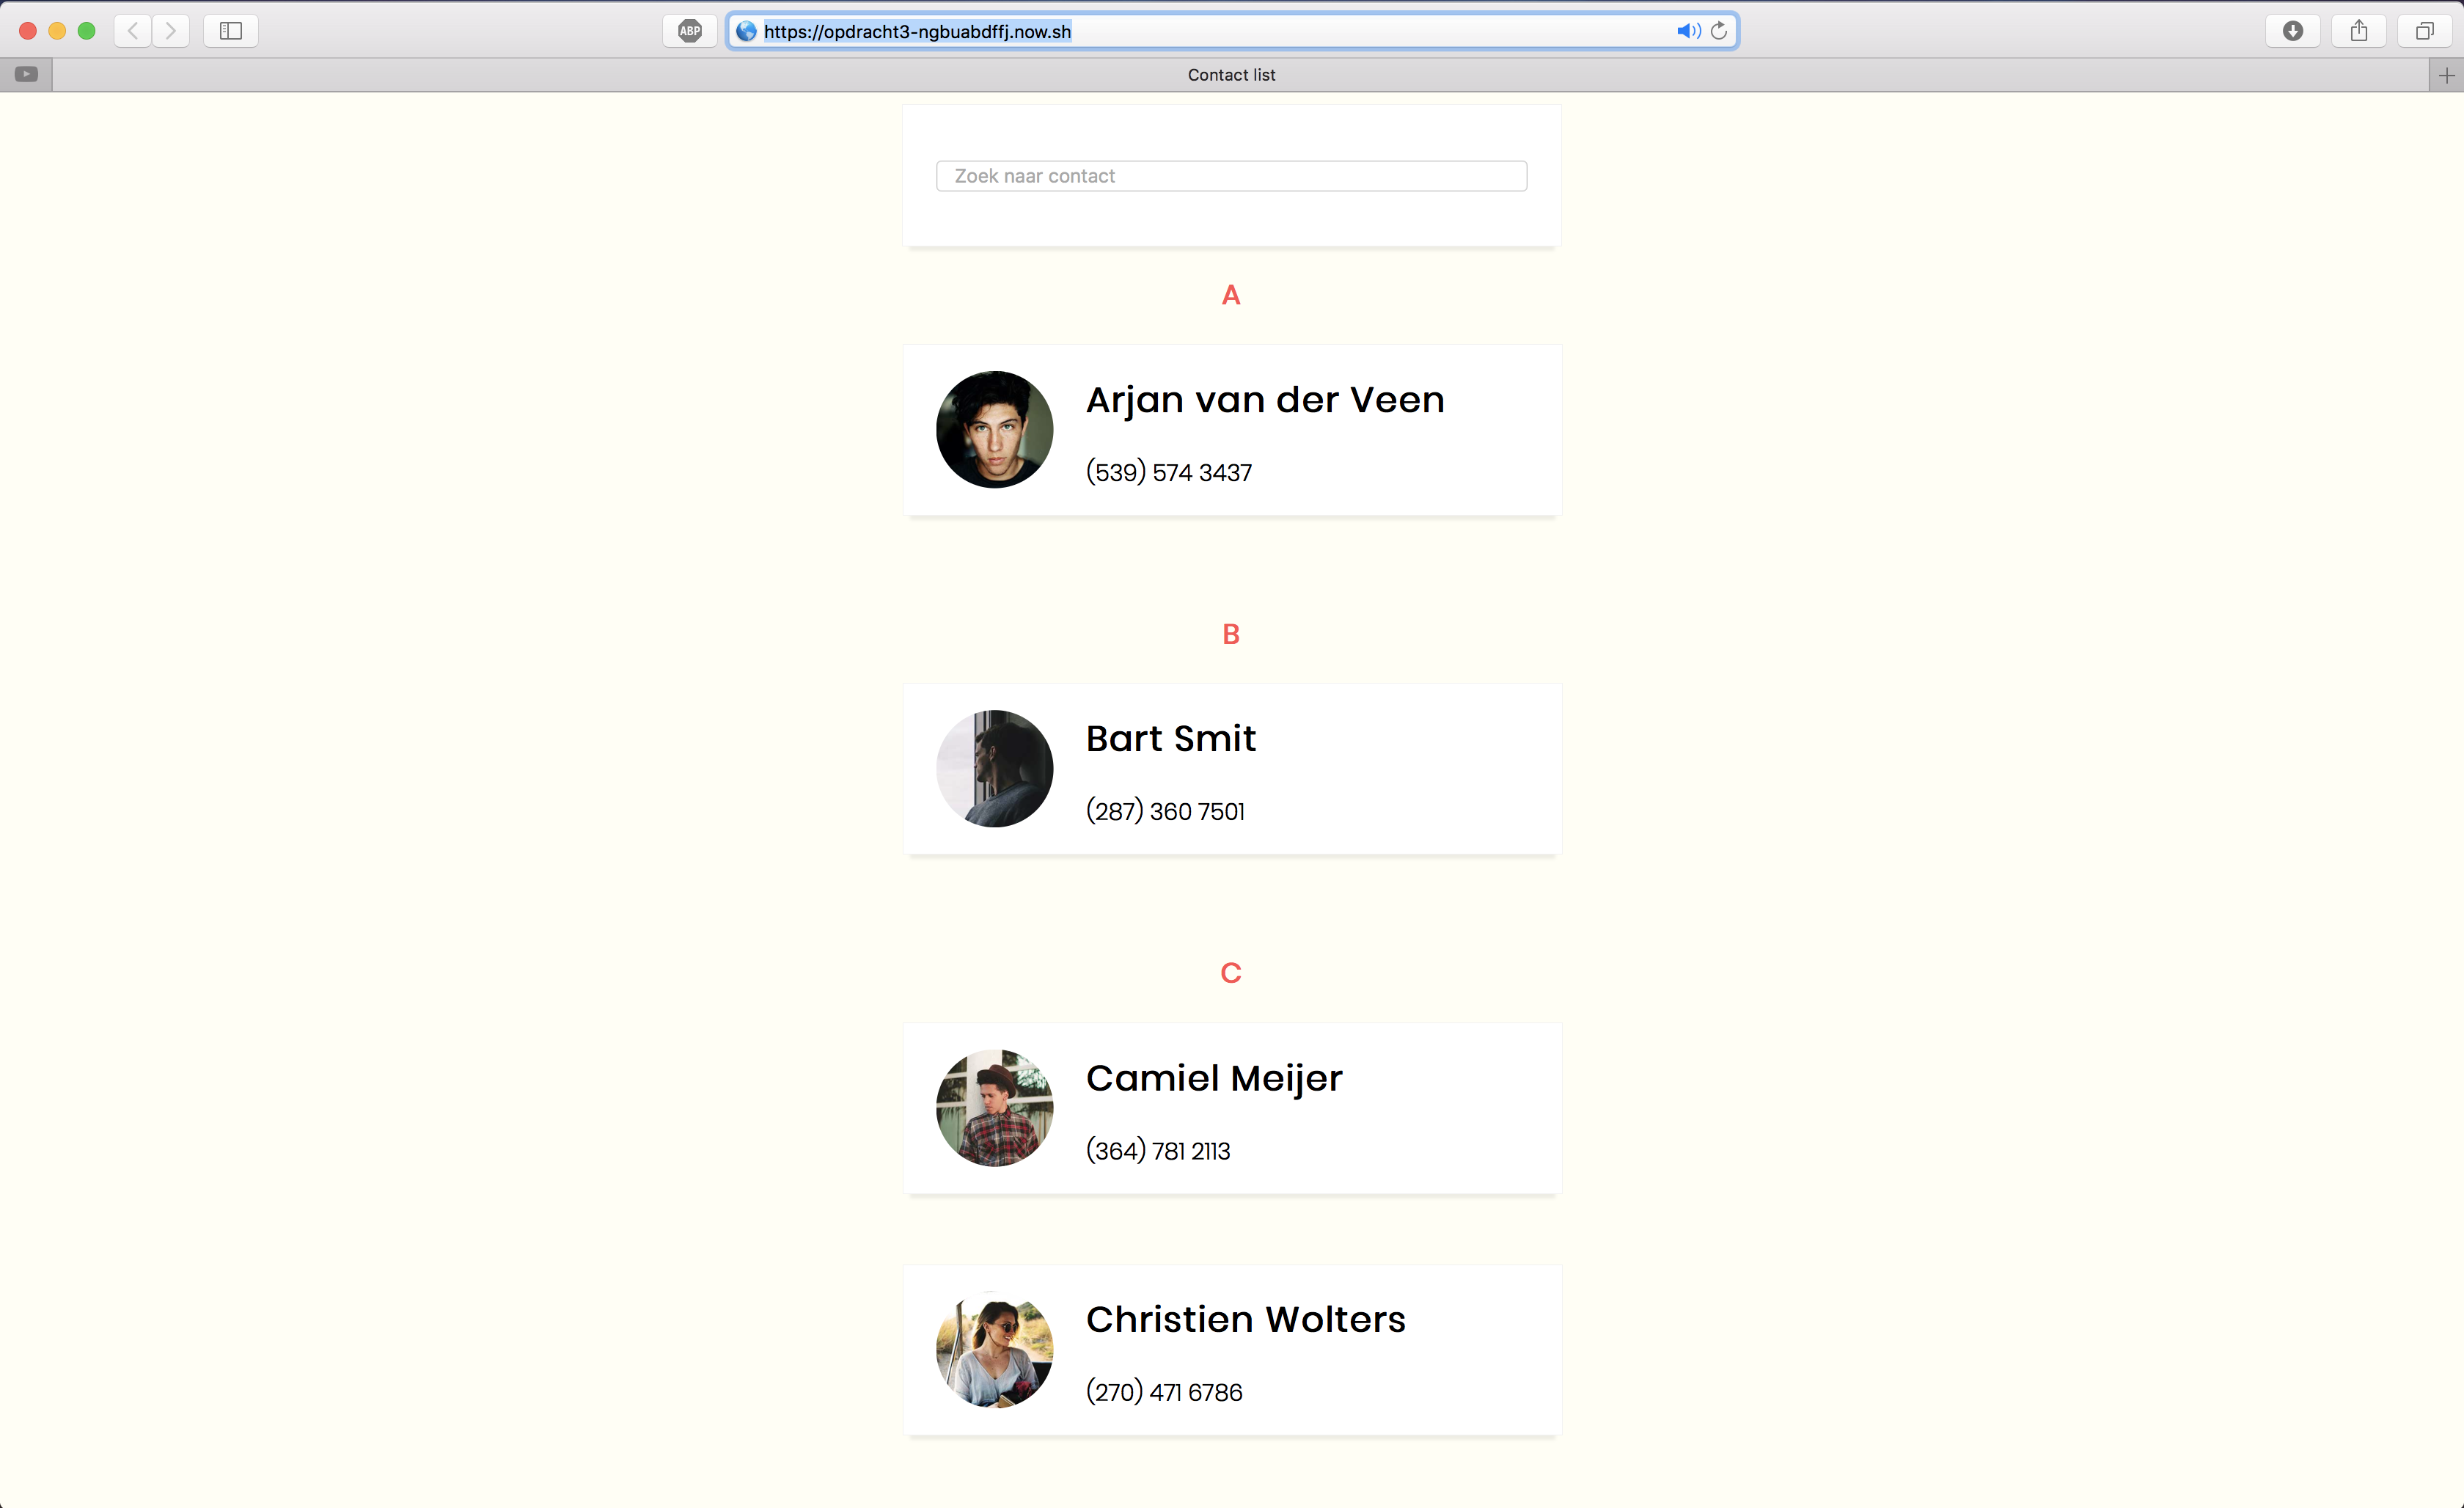 ABP
https://opdracht3-ngbuabdffj.now.sh
Contact list
Zoek naar contact
A
Arjan van der Veen
(539) 574 3437
B
Bart Smit
(287) 360 7501
C
Camiel Meijer
(364) 781 2113
Christien Wolters
(270) 471 6786